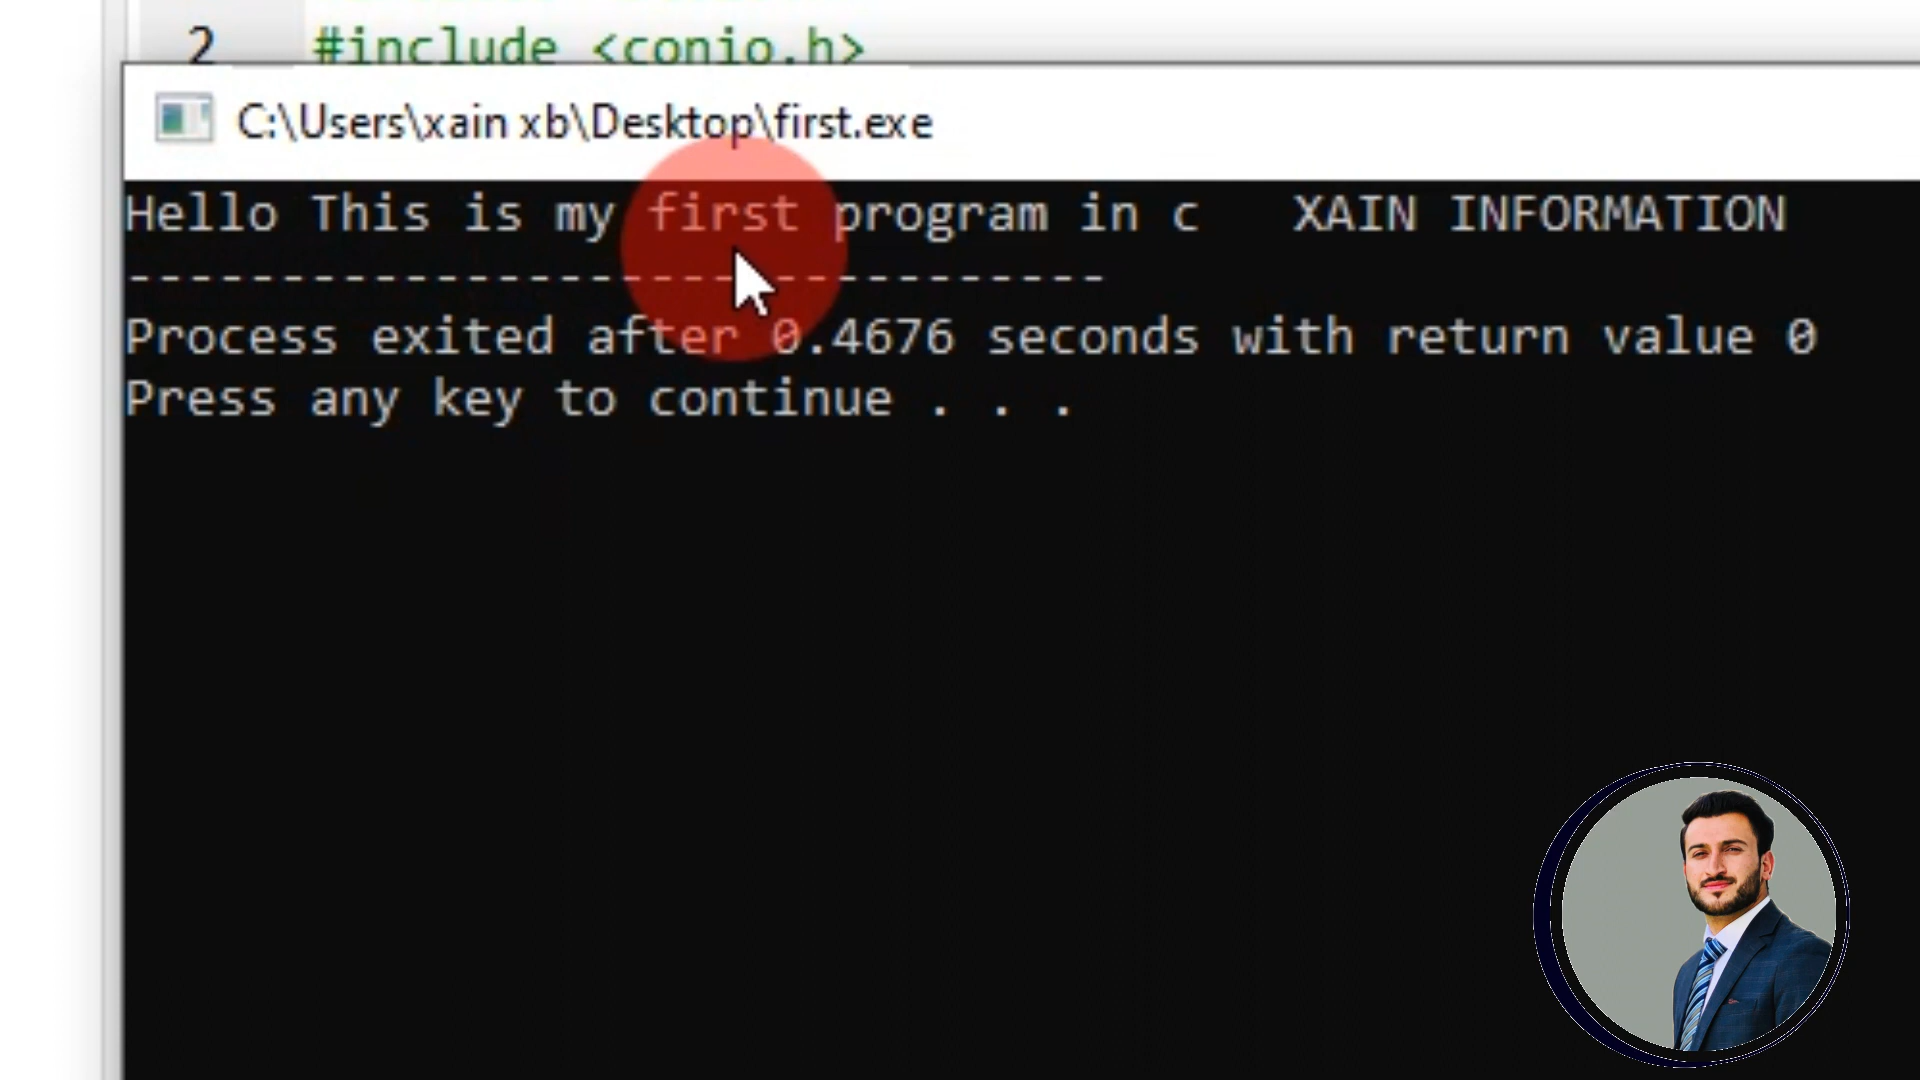 2 #include <conio.h>
C:\Users\xain xb\Desktop\first.exe
Hello This is my first program in c   XAIN INFORMATION
--------------------------------
Process exited after 0.4676 seconds with return value 0
Press any key to continue . . .